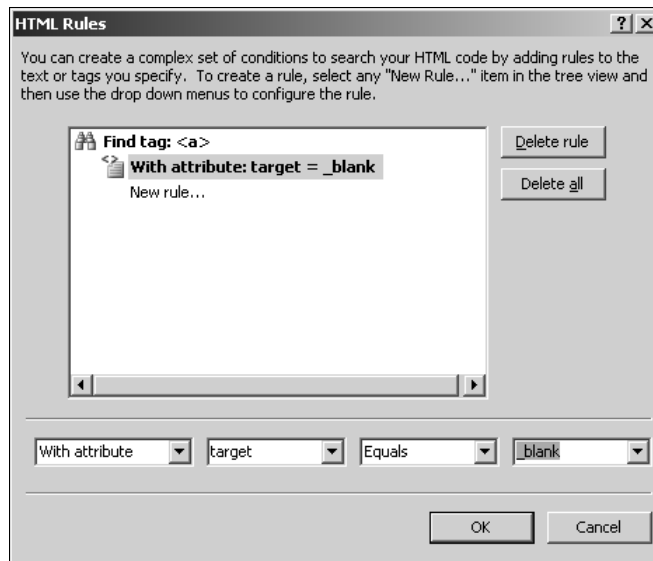 HTML Rules
You can create a complex set of conditions to search your HTML code by adding rules to the
text or tags you specify. To create a rule, select any "New Rule..." item in the tree view and
then use the drop down menus to configure the rule.
Find tag: <a>
With attribute: target = _blank
New rule...
Delete rule
Delete all
With attribute
target
Equals
_blank
OK
Cancel